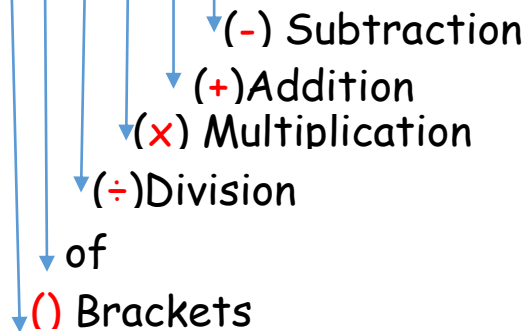 (-) Subtraction
(+)Addition
(×) Multiplication
(÷)Division
of
() Brackets